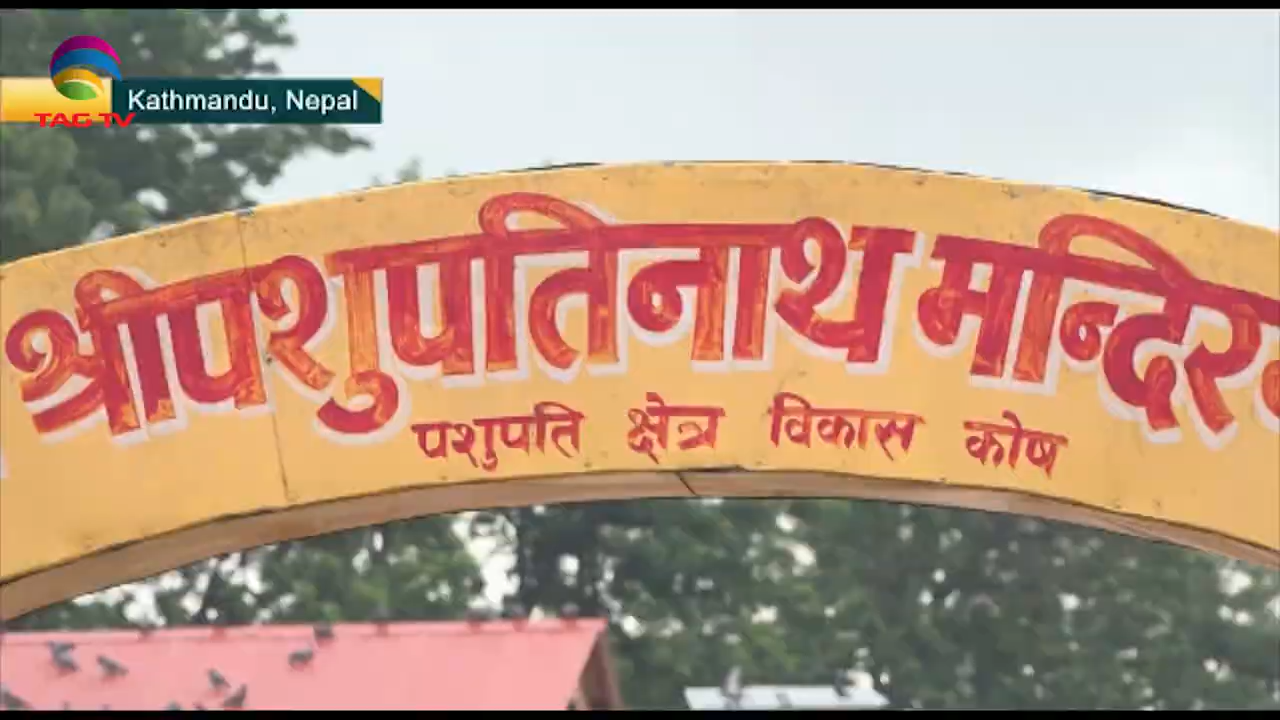 Kathmandu, Nepal
TAG TV
श्री पशुपतिनाथ मन्दिर
पशुपति क्षेत्र विकास कोष